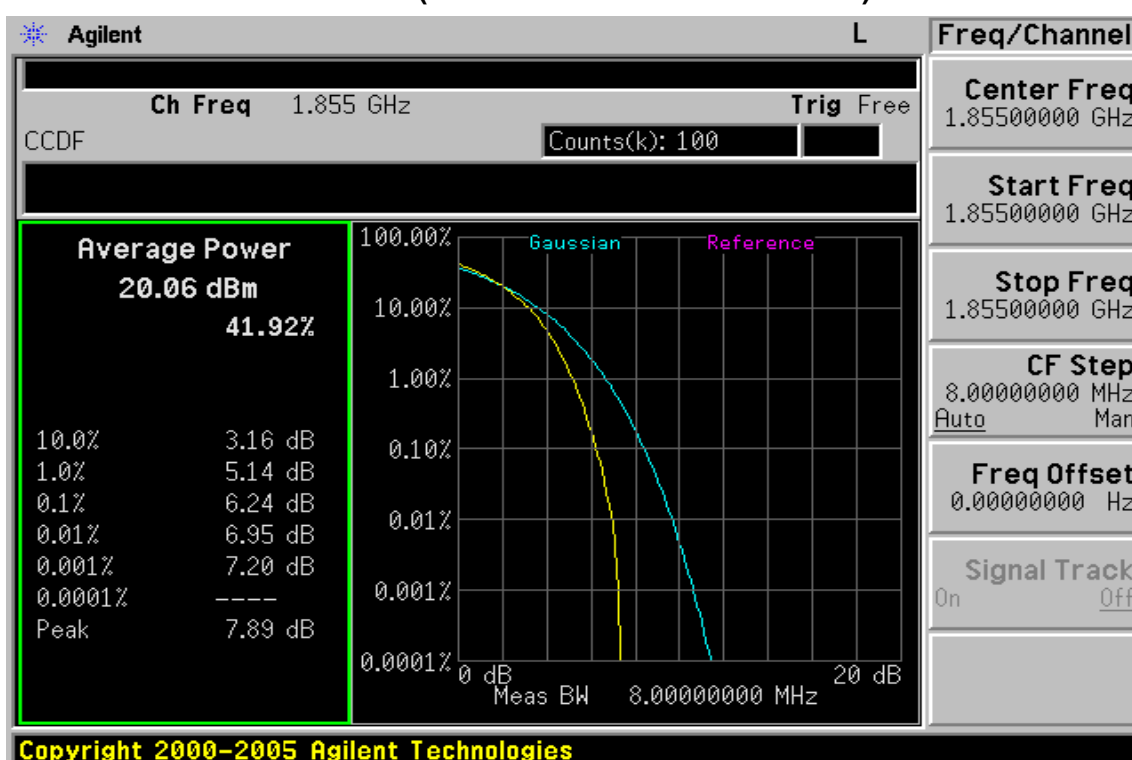 Agilent L
Ch Freq 1.855 GHz Trig Free
CCDF Counts(k): 100
Average Power
20.06 dBm
41.92%
10.0% 3.16 dB
1.0% 5.14 dB
0.1% 6.24 dB
0.01% 6.95 dB
0.001% 7.20 dB
0.0001% ----
Peak 7.89 dB
Gaussian Reference
100.00%
10.00%
1.00%
0.10%
0.01%
0.001%
0.0001%
0 dB 20 dB
Meas BW 8.00000000 MHz
Freq/Channel
Center Freq
1.85500000 GHz
Start Freq
1.85500000 GHz
Stop Freq
1.85500000 GHz
CF Step
8.00000000 MHz
Auto Man
Freq Offset
0.00000000 Hz
Signal Track
On Off
Copyright 2000-2005 Agilent Technologies